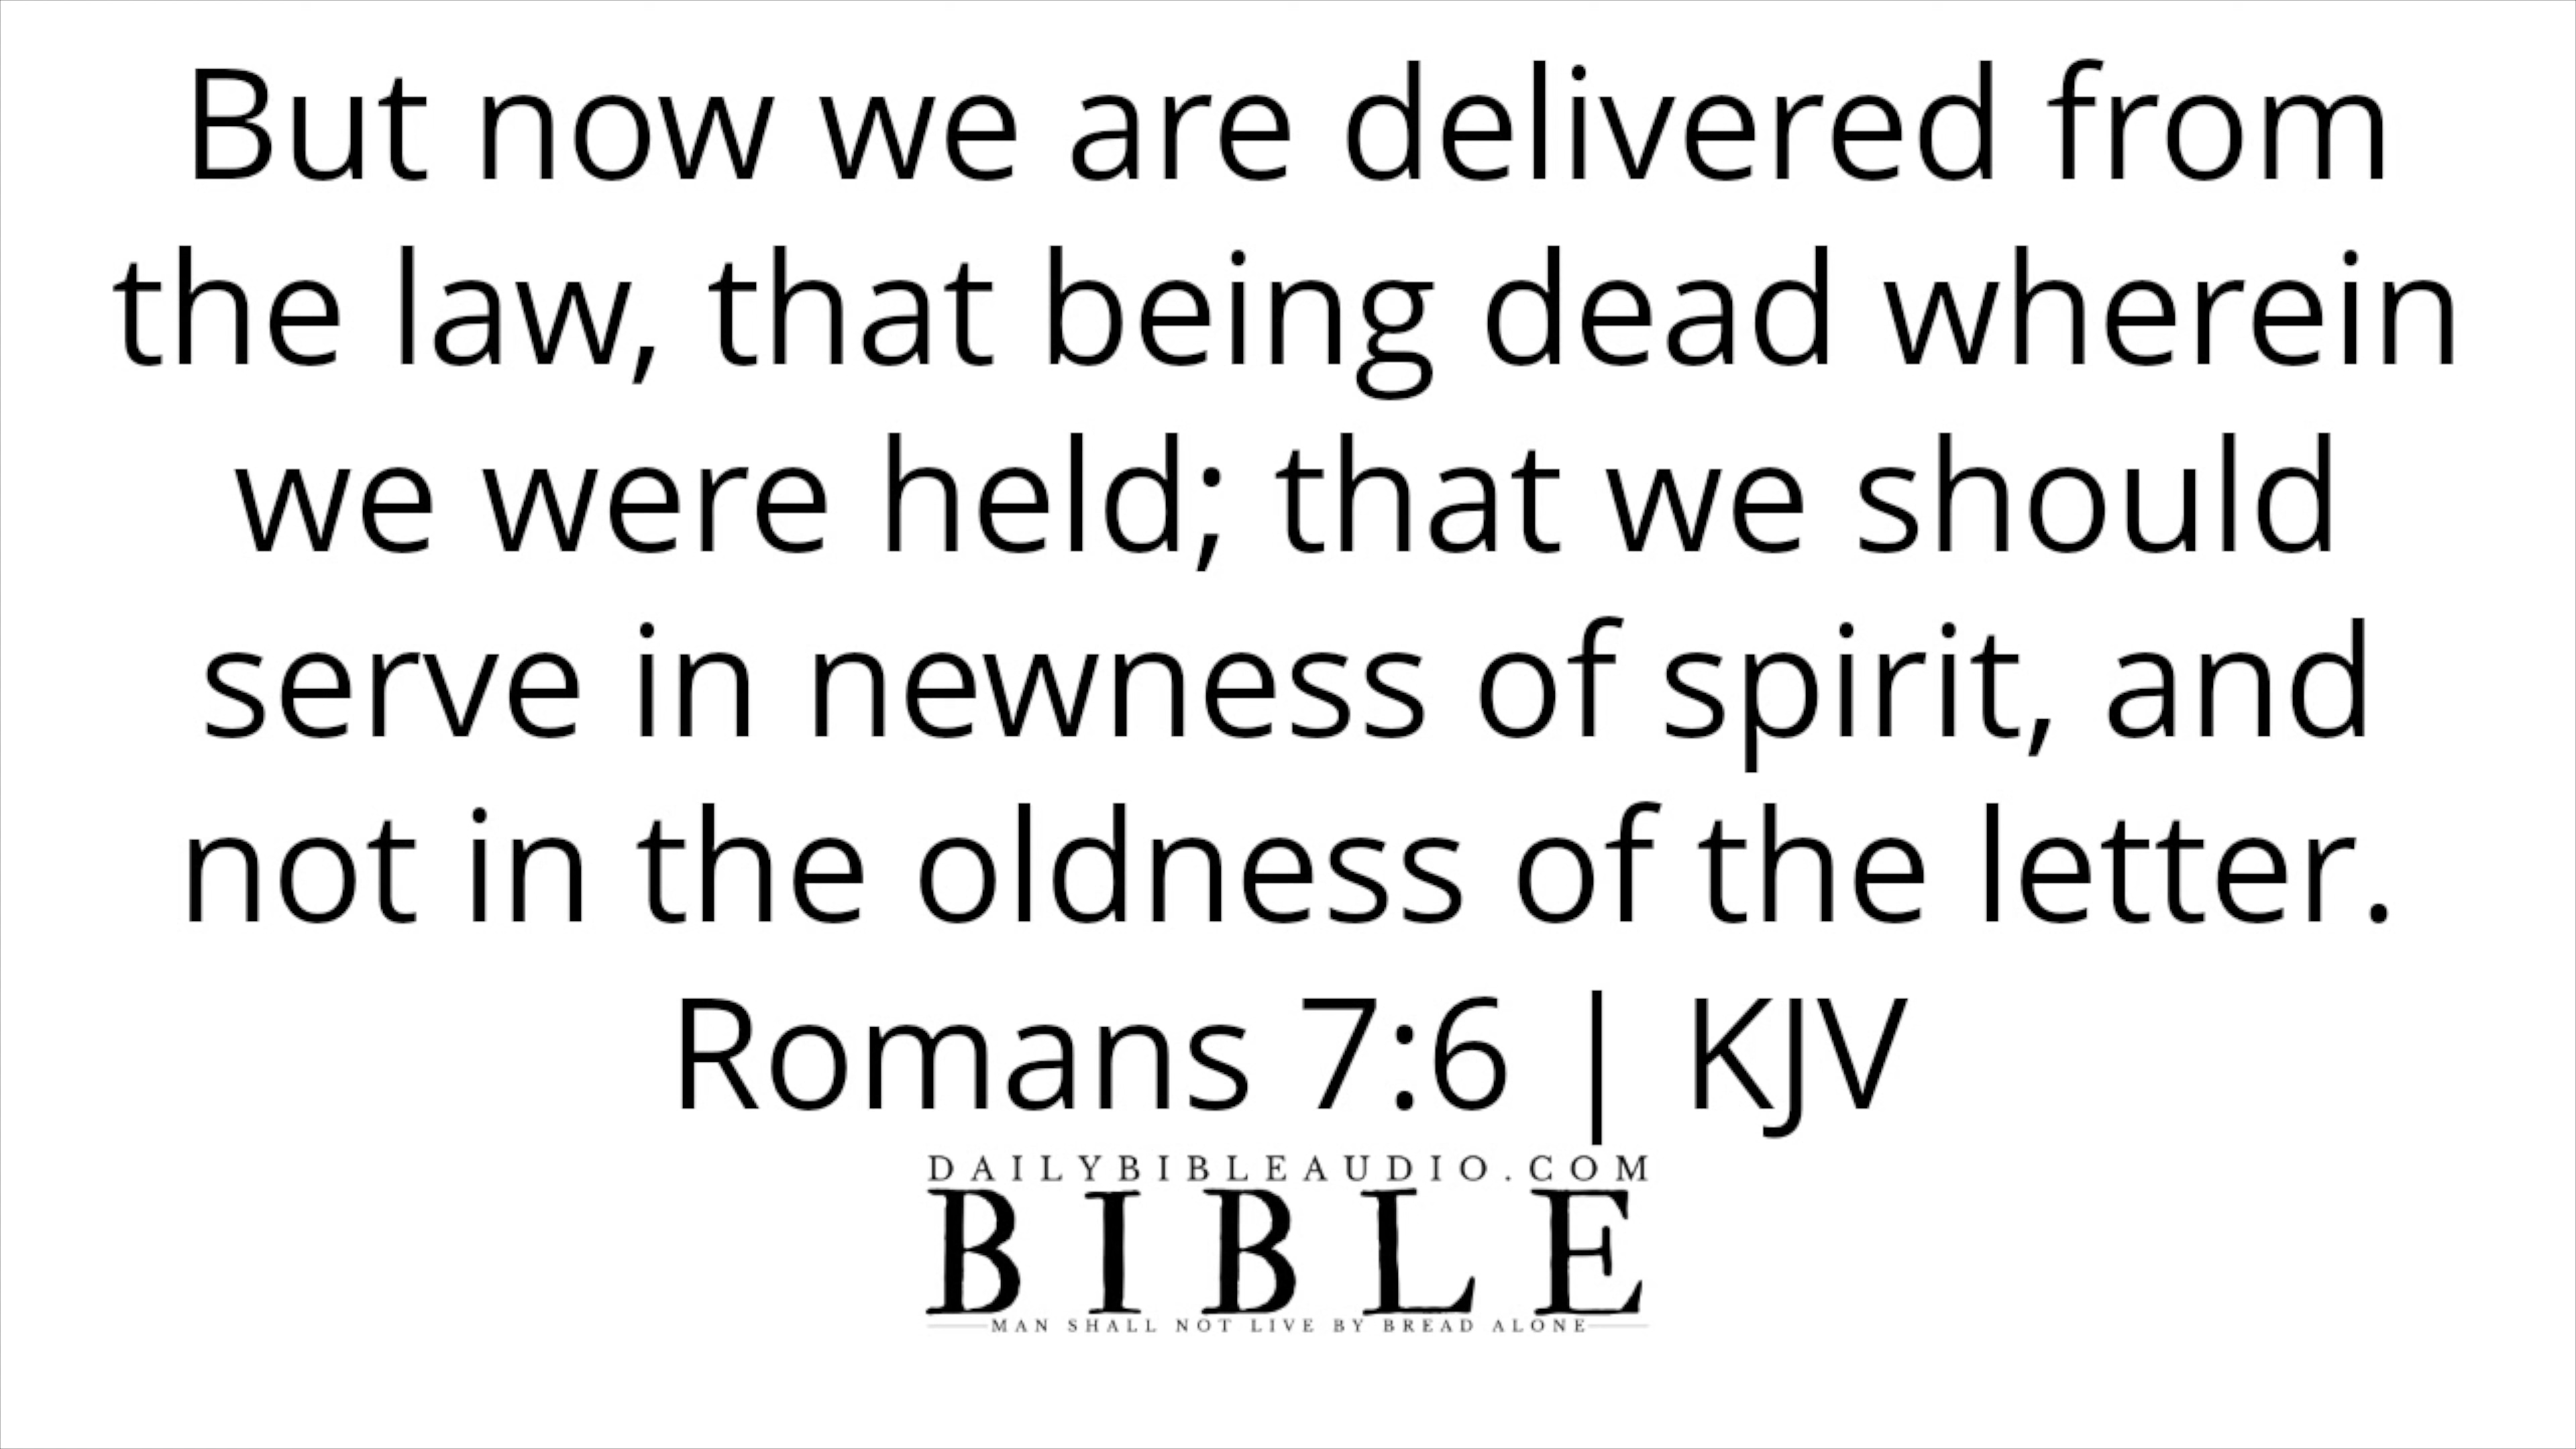 But now we are delivered from
the law, that being dead wherein
we were held; that we should
serve in newness of spirit, and
not in the oldness of the letter.
Romans 7:6 | KJV
DAILYBIBLEAUDIO.COM
BIBLE
MAN SHALL NOT LIVE BY BREAD ALONE